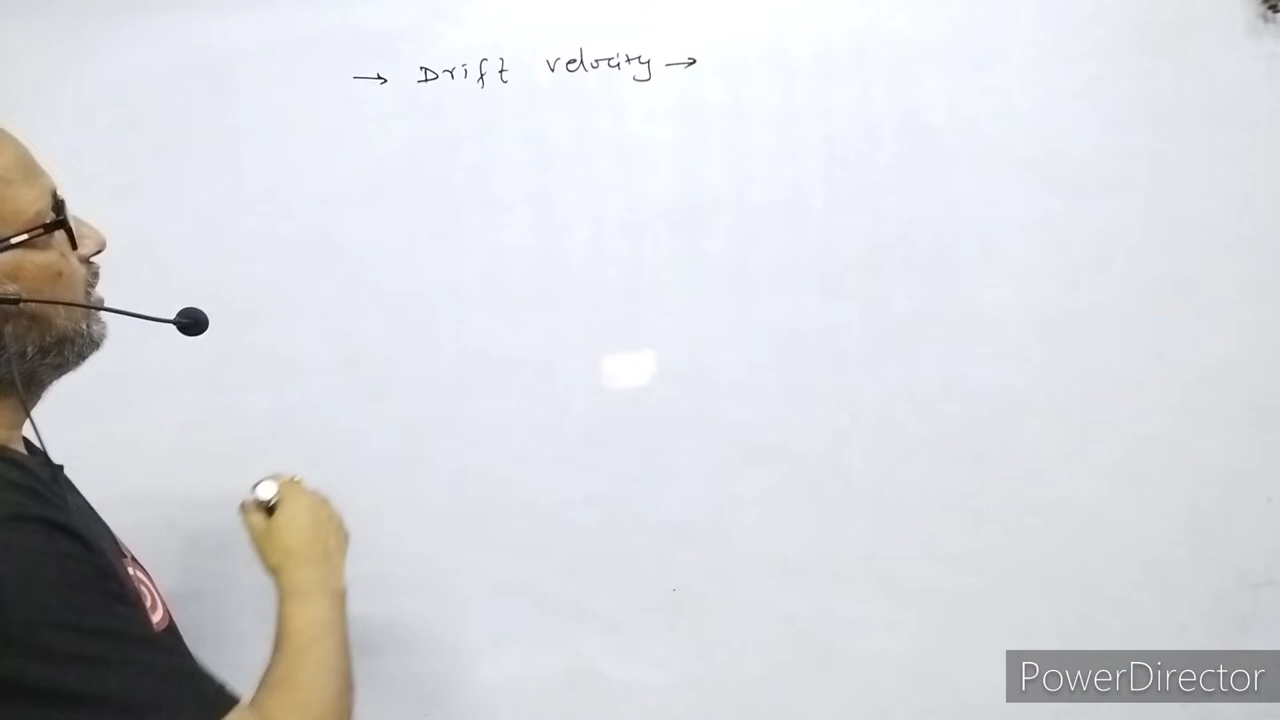 → Drift velocity →
PowerDirector